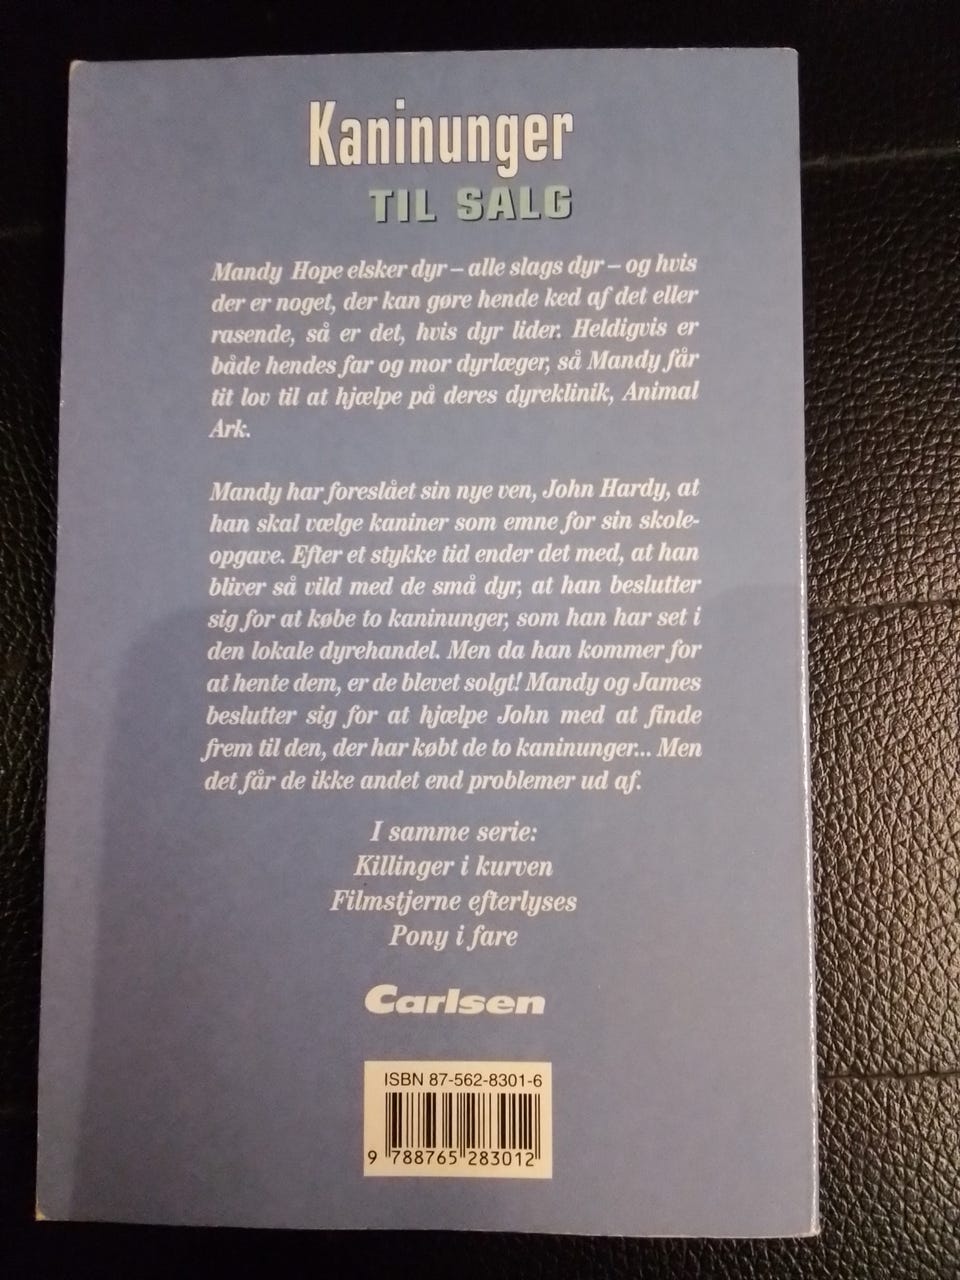 Kaninunger
TIL SALG
Mandy Hope elsker dyr – alle slags dyr – og hvis
der er noget, der kan gøre hende ked af det eller
rasende, så er det, hvis dyr lider. Heldigvis er
både hendes far og mor dyrlæger, så Mandy får
tit lov til at hjælpe på deres dyreklinik, Animal
Ark.
Mandy har foreslået sin nye ven, John Hardy, at
han skal vælge kaniner som emne for sin skole-
opgave. Efter et stykke tid ender det med, at han
bliver så vild med de små dyr, at han beslutter
sig for at købe to kaninunger, som han har set i
den lokale dyrehandel. Men da han kommer for
at hente dem, er de blevet solgt! Mandy og James
beslutter sig for at hjælpe John med at finde
frem til den, der har købt de to kaninunger... Men
det får de ikke andet end problemer ud af.
I samme serie:
Killinger i kurven
Filmstjerne efterlyses
Pony i fare
Carlsen
ISBN 87-562-8301-6
9 788765 283012